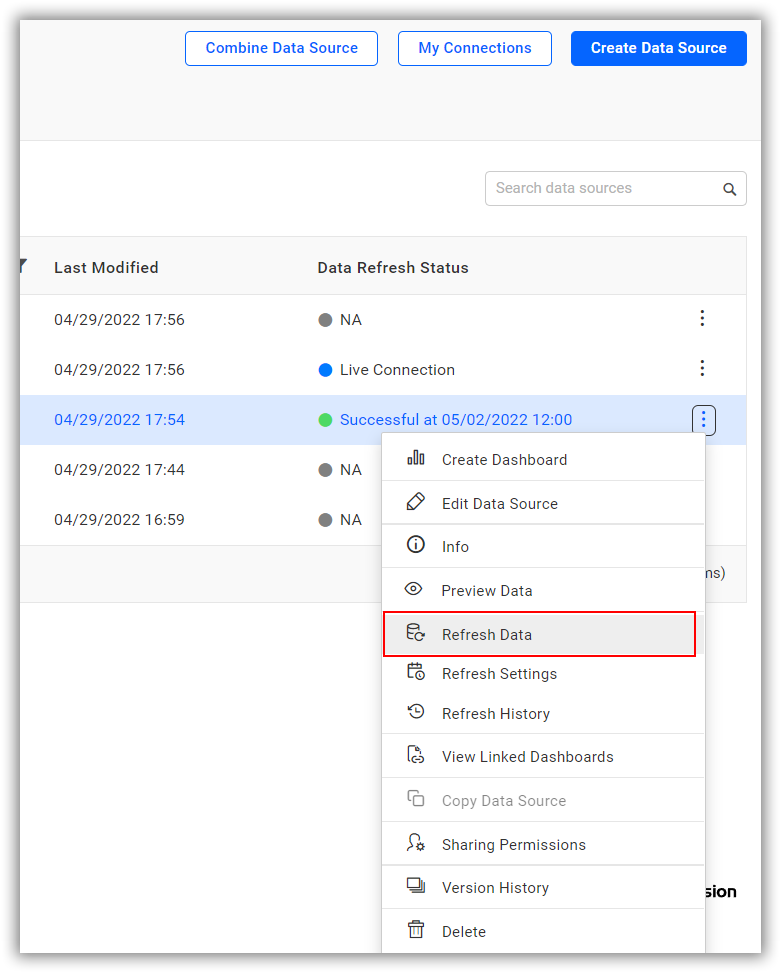 Combine Data Source My Connections Create Data Source
Search data sources
Last Modified Data Refresh Status
04/29/2022 17:56 NA
04/29/2022 17:56 Live Connection
04/29/2022 17:54 Successful at 05/02/2022 12:00
04/29/2022 17:44 NA
04/29/2022 16:59 NA
ms)
Create Dashboard
Edit Data Source
Info
Preview Data
Refresh Data
Refresh Settings
Refresh History
View Linked Dashboards
Copy Data Source
Sharing Permissions
Version History
sion
Delete